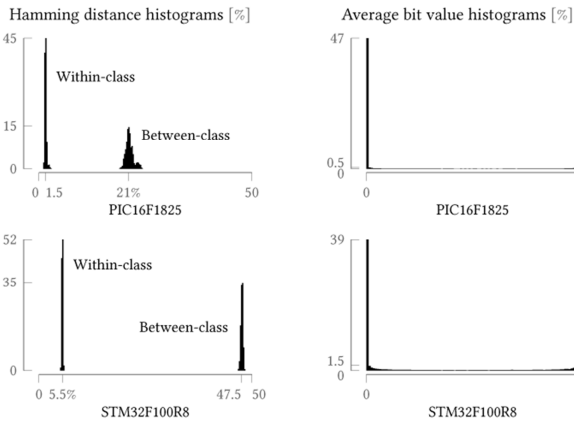 Hamming distance histograms [%]
Average bit value histograms [%]
45
Within-class
15
Between-class
0
0 1.5 21% 50
PIC16F1825
47
0.5
0
0
PIC16F1825
52
Within-class
35
Between-class
0
0 5.5% 47.5 50
STM32F100R8
39
1.5
0
0
STM32F100R8